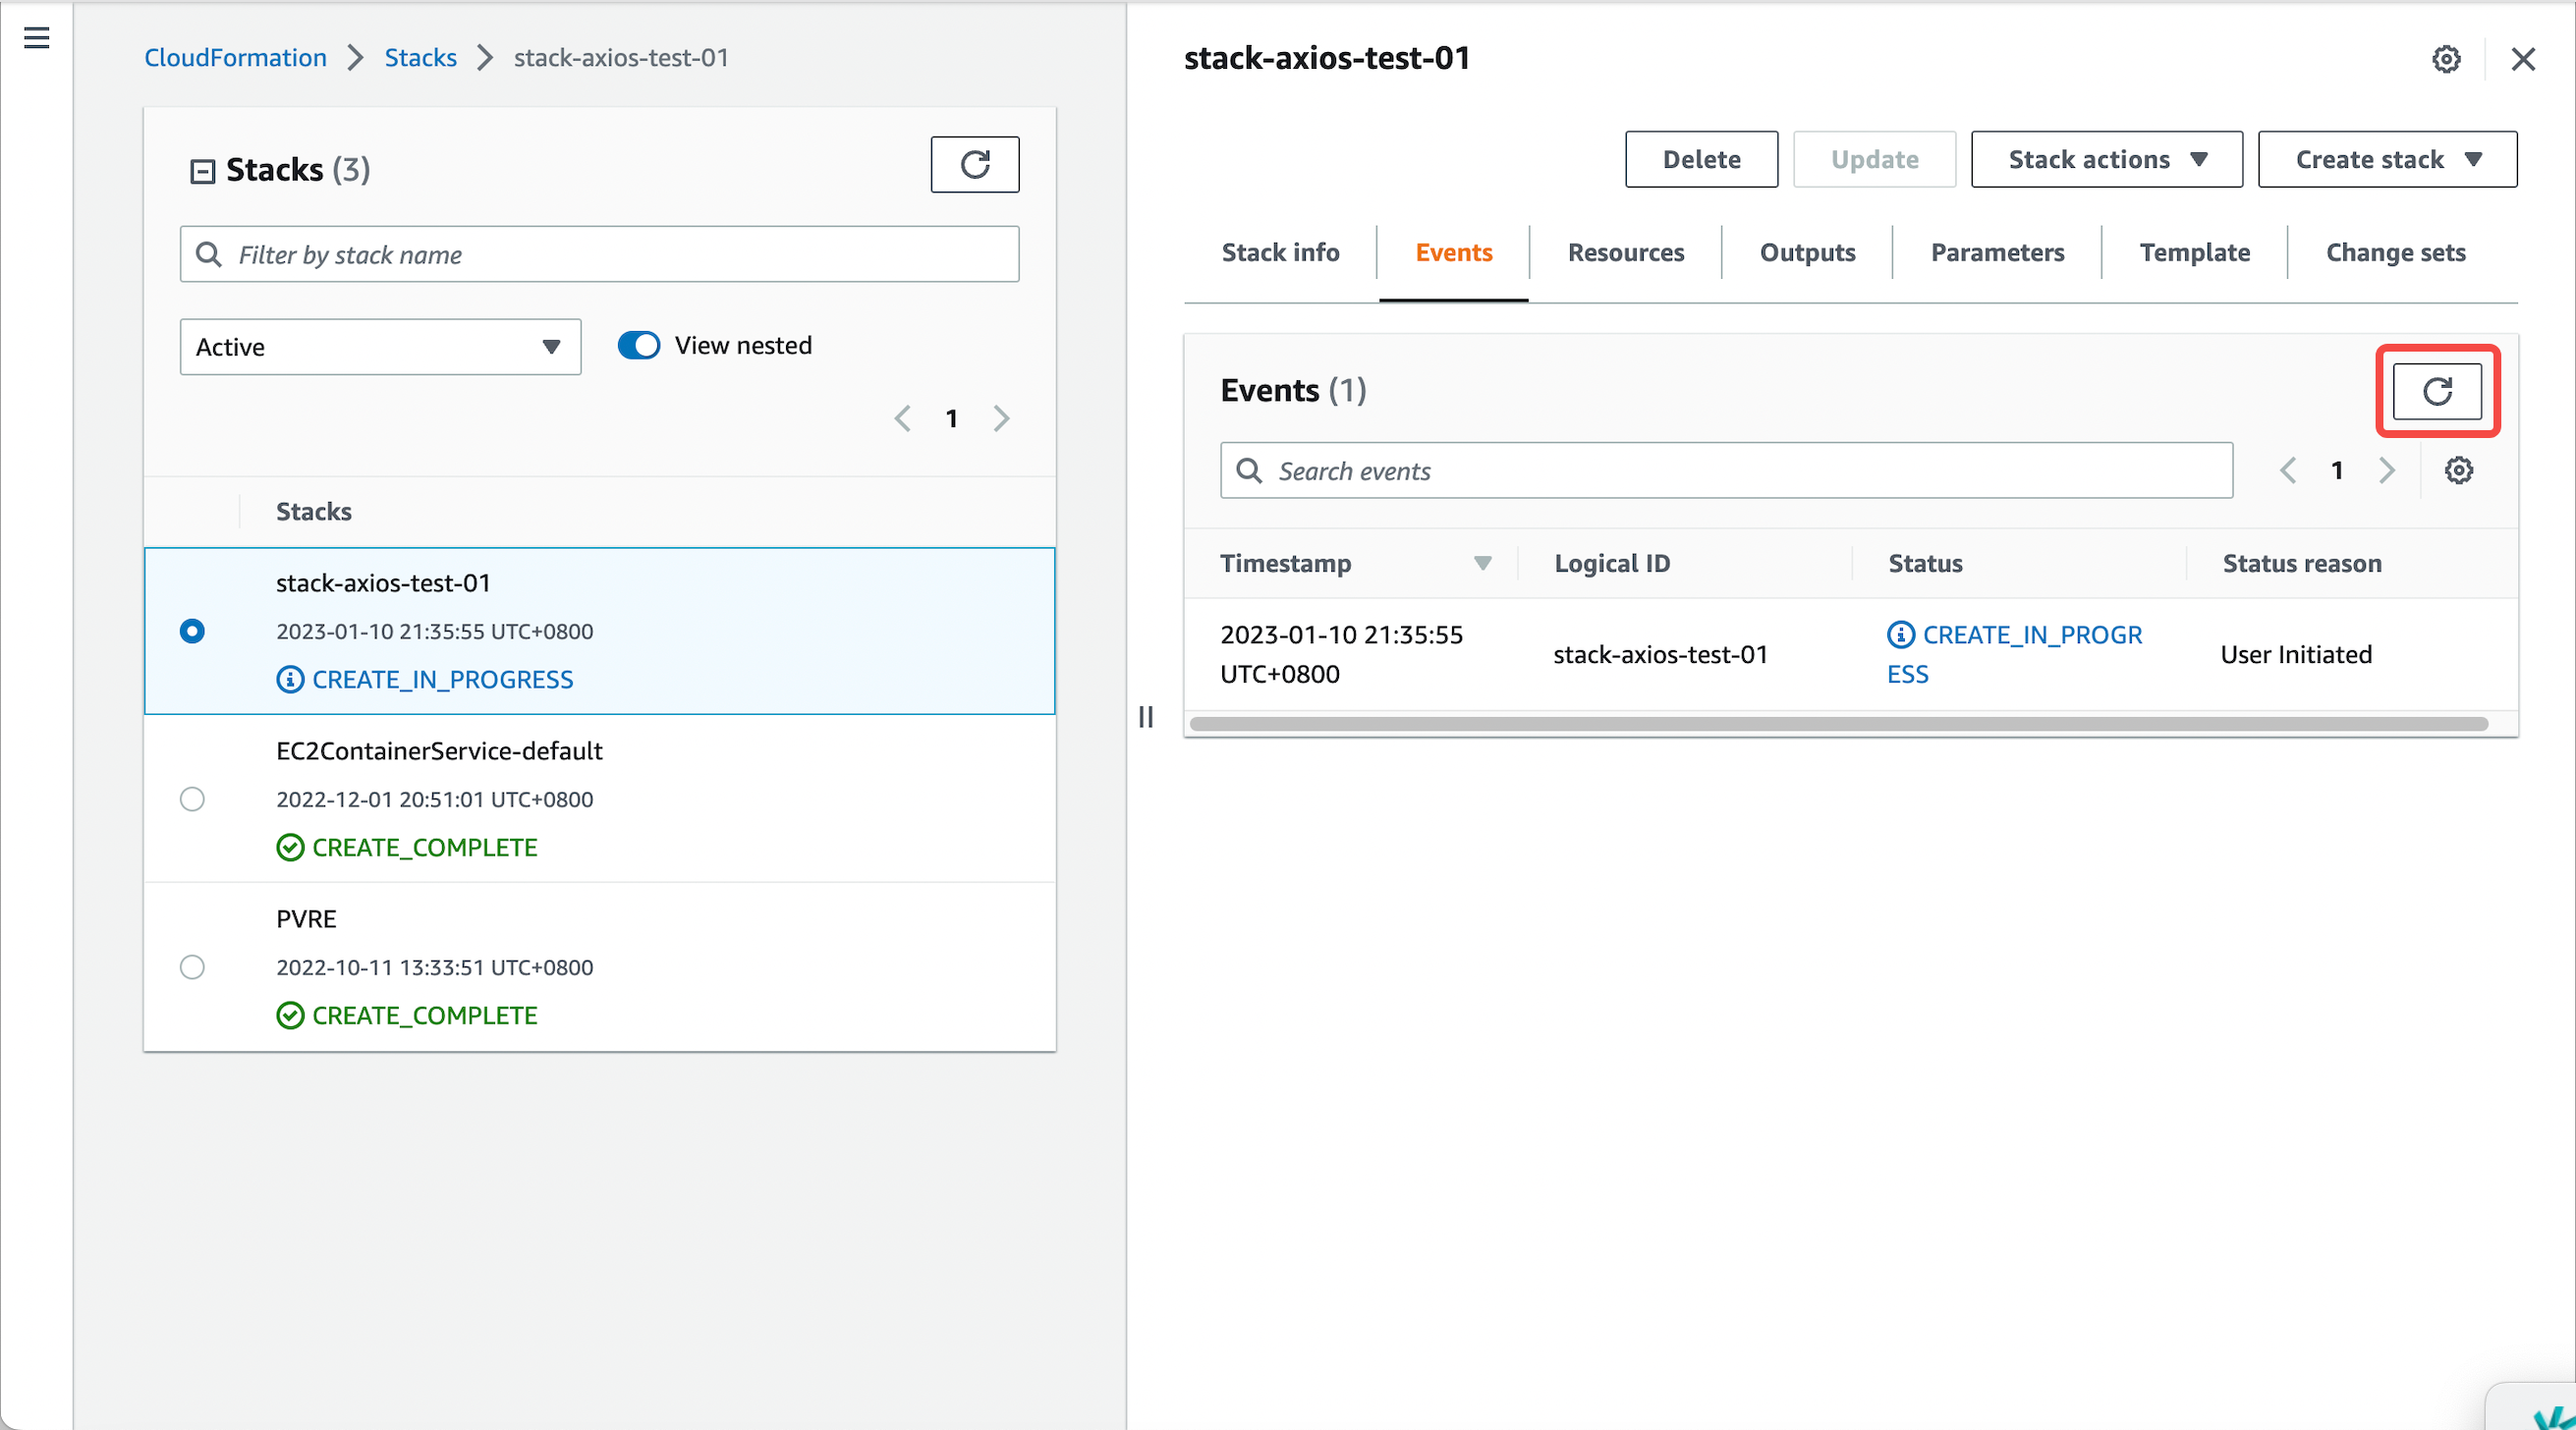 CloudFormation > Stacks > stack-axios-test-01
Stacks (3)
Filter by stack name
Active
View nested
1
Stacks
stack-axios-test-01
2023-01-10 21:35:55 UTC+0800
CREATE_IN_PROGRESS
EC2ContainerService-default
2022-12-01 20:51:01 UTC+0800
CREATE_COMPLETE
PVRE
2022-10-11 13:33:51 UTC+0800
CREATE_COMPLETE
stack-axios-test-01
Delete
Update
Stack actions
Create stack
Stack info
Events
Resources
Outputs
Parameters
Template
Change sets
Events (1)
Search events
1
Timestamp
Logical ID
Status
Status reason
2023-01-10 21:35:55
UTC+0800
stack-axios-test-01
CREATE_IN_PROGR
ESS
User Initiated